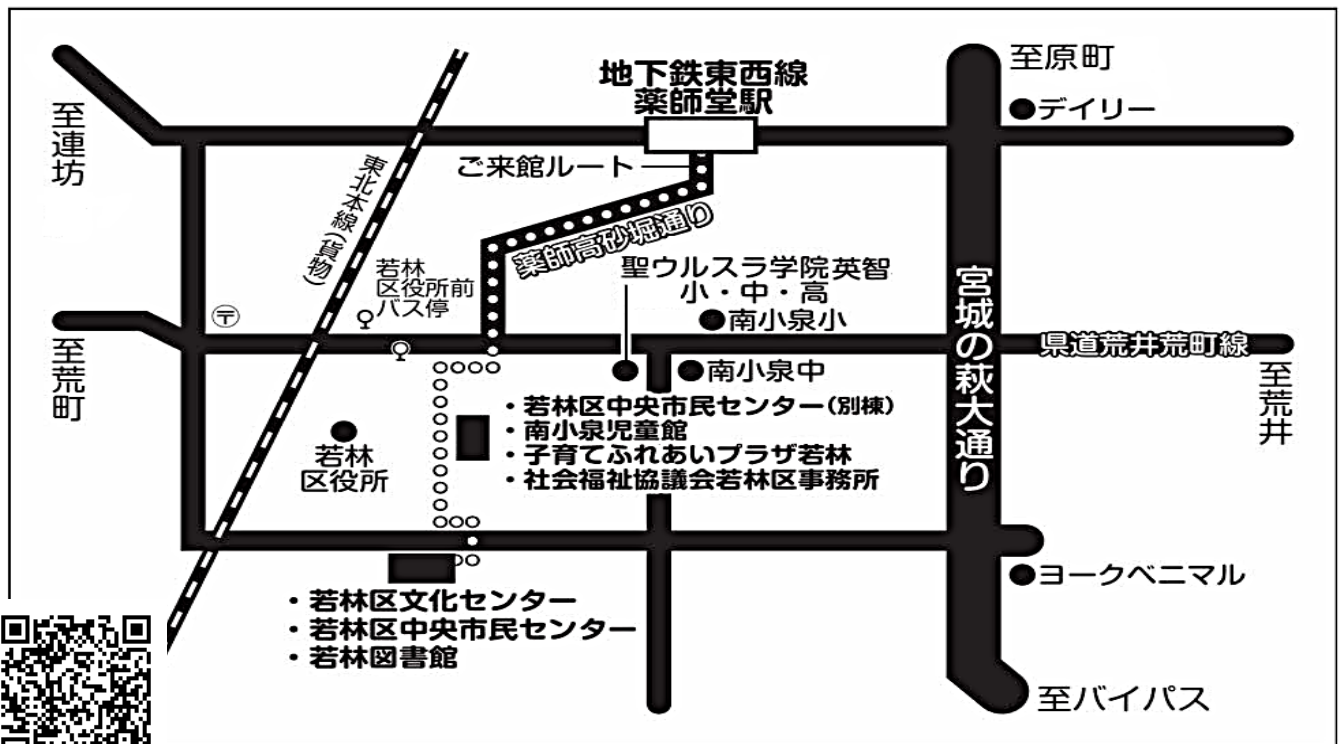 至原町
デイリー
地下鉄東西線
薬師堂駅
至連坊
ご来館ルート
東北本線(貨物)
薬師高砂堀通り
若林
区役所前
バス停
聖ウルスラ学院英智
小・中・高
南小泉小
〒
宮城の萩大通り
県道荒井荒町線
至荒町
南小泉中
至荒井
・若林区中央市民センター(別棟)
・南小泉児童館
・子育てふれあいプラザ若林
・社会福祉協議会若林区事務所
若林
区役所
ヨークベニマル
・若林区文化センター
・若林区中央市民センター
・若林図書館
至バイパス